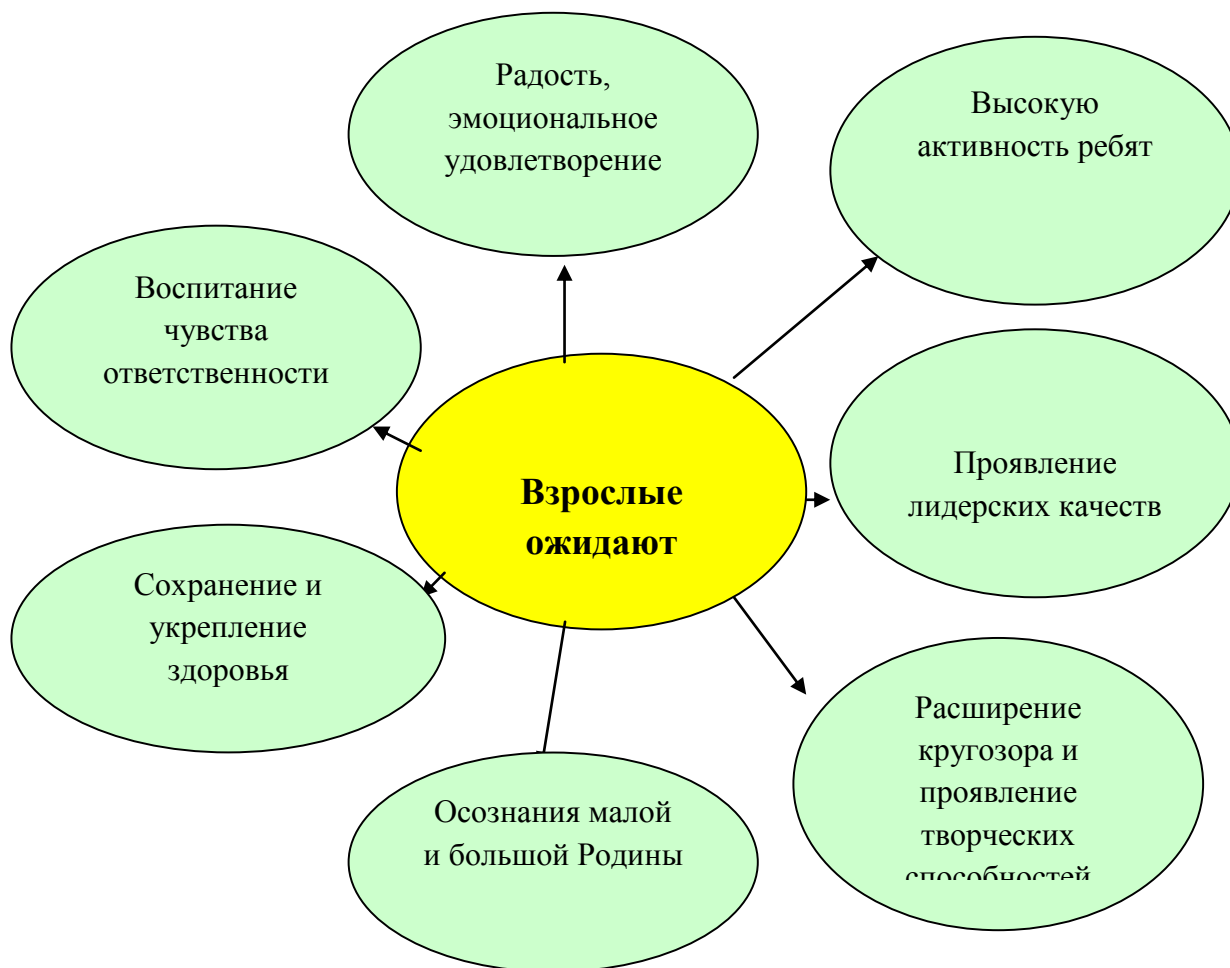 Радость,
эмоциональное
удовлетворение
Высокую
активность ребят
Воспитание
чувства
ответственности
Взрослые
ожидают
Проявление
лидерских качеств
Сохранение и
укрепление
здоровья
Расширение
кругозора и
проявление
творческих
способностей
Осознания малой
и большой Родины